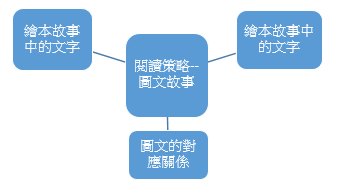 繪本故事
中的文字
繪本故事中
的文字
閱讀策略--
圖文故事
圖文的對
應關係